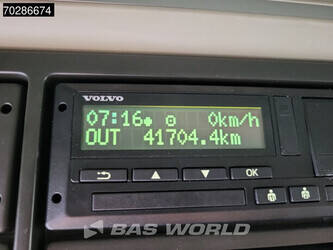 70286674
VOLVO
07:16 0km/h
OUT 41704.4km
OK
BAS WORLD